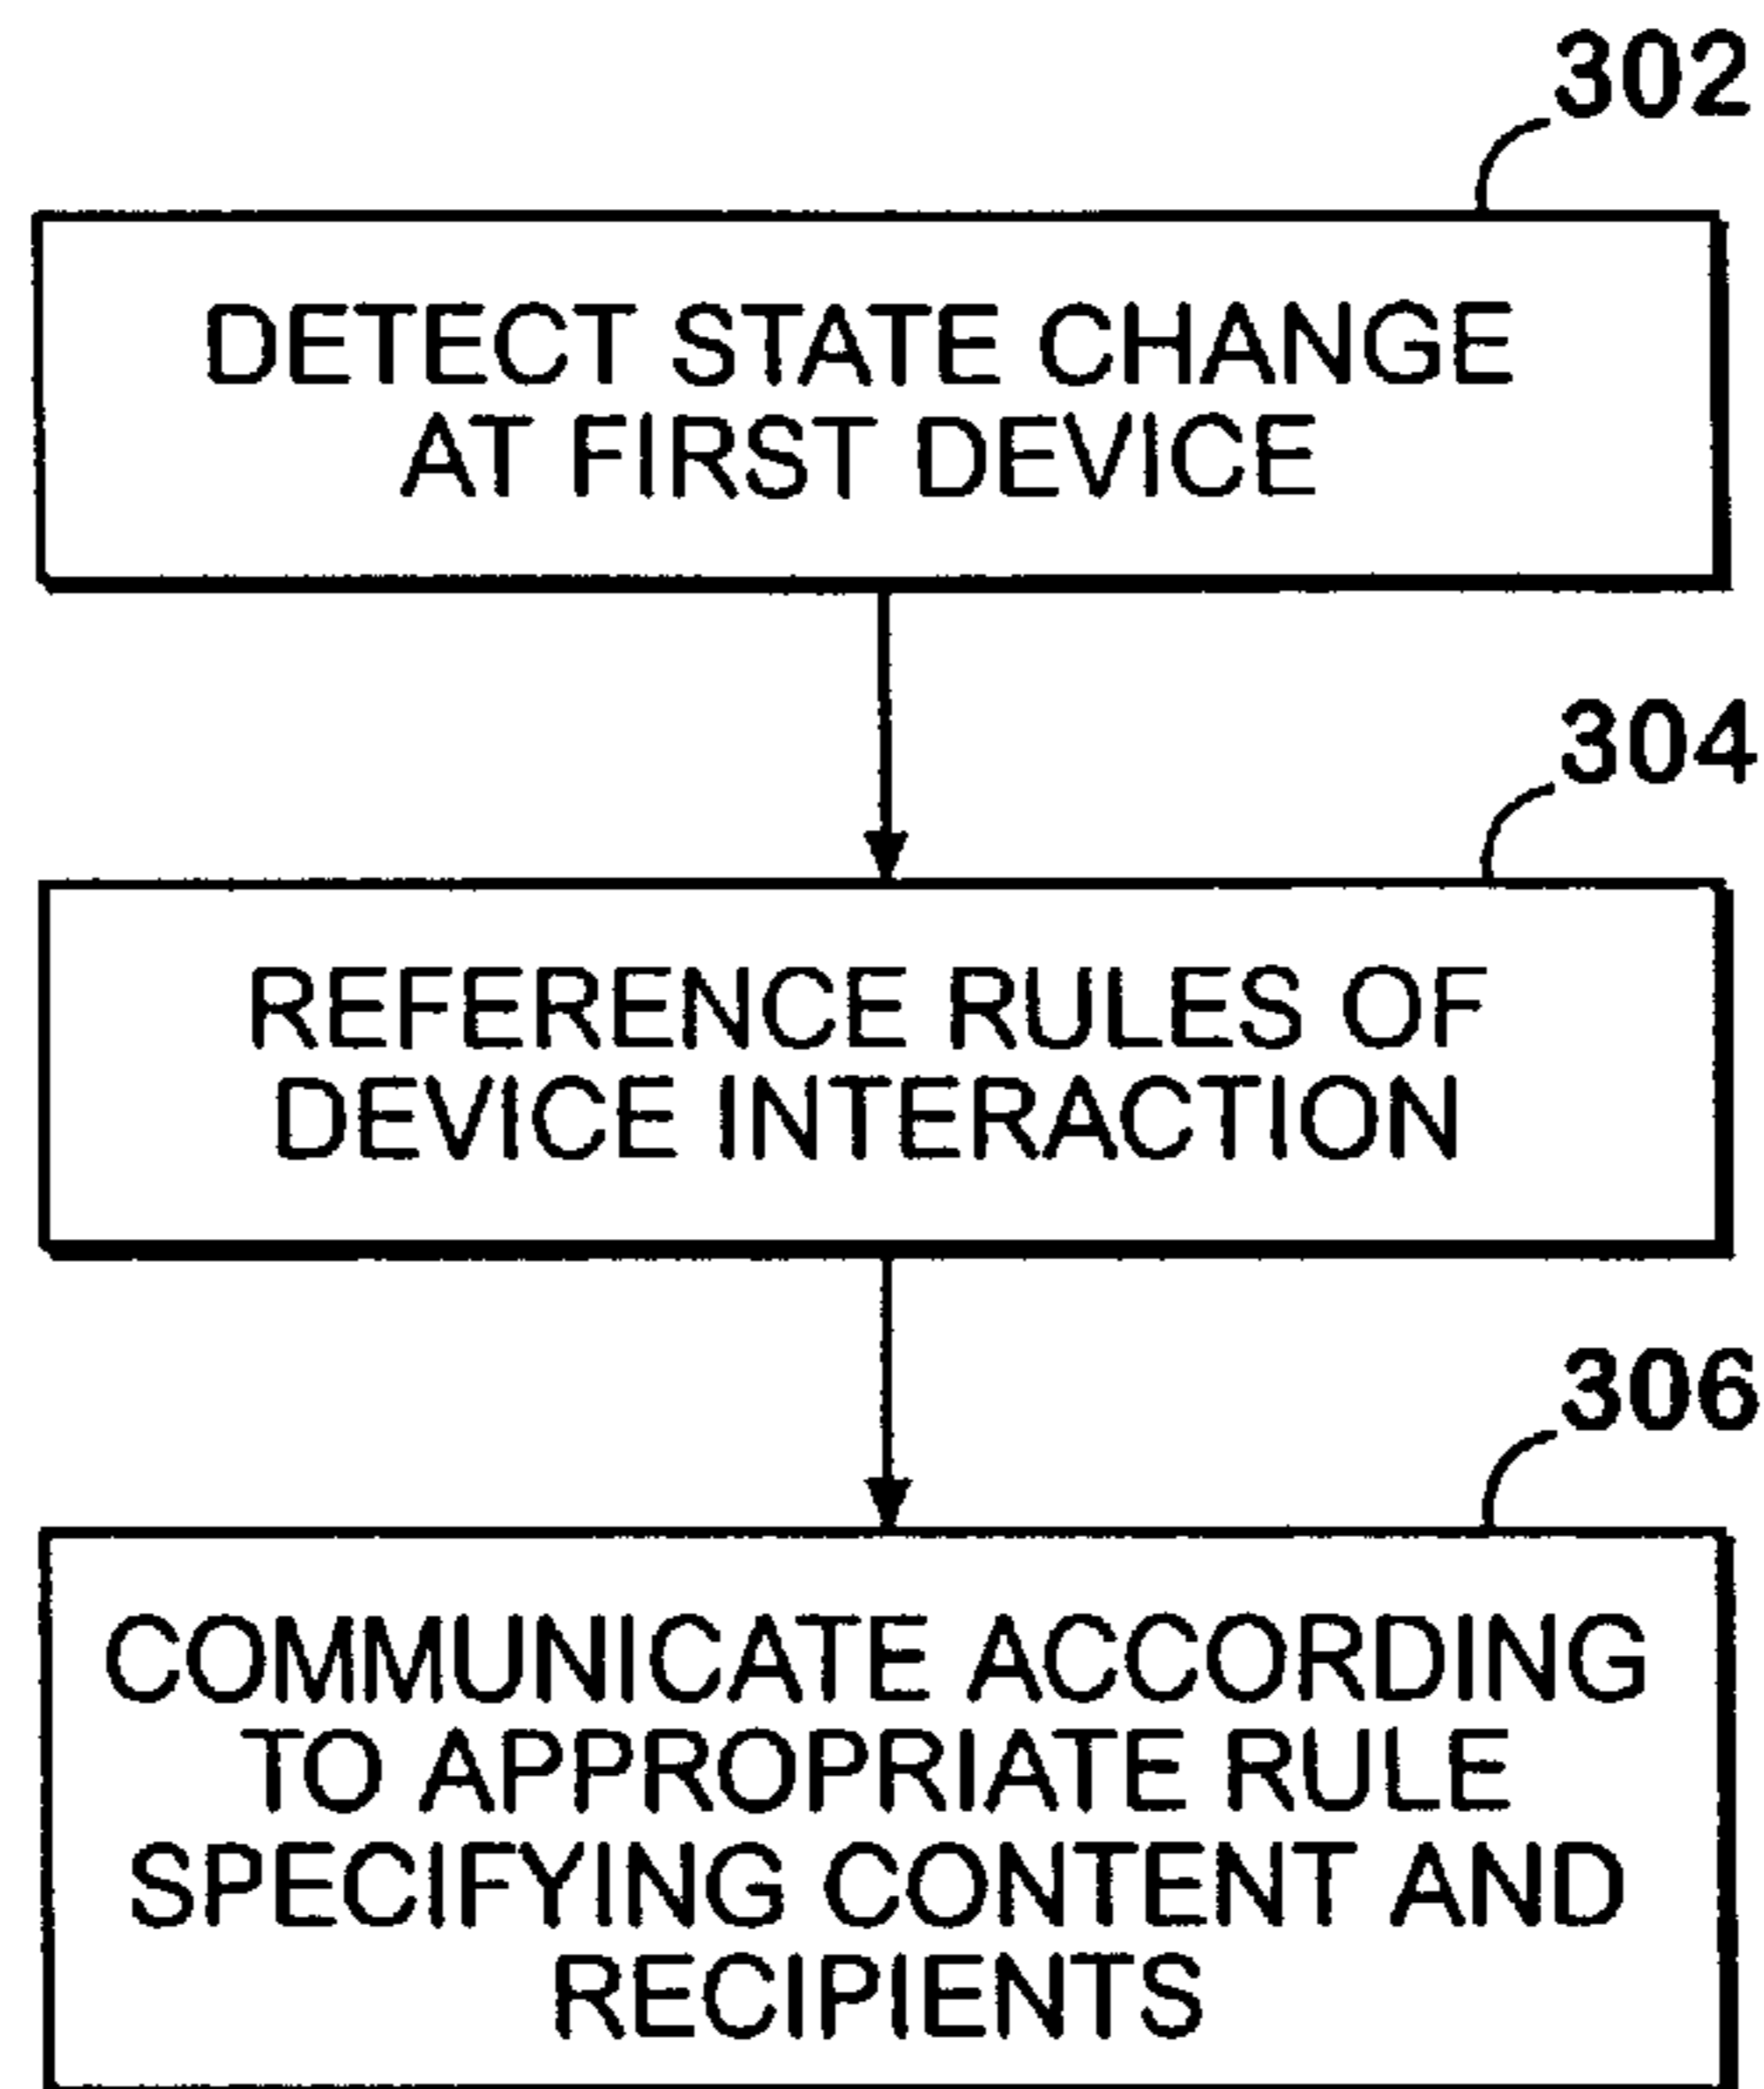 302
DETECT STATE CHANGE
AT FIRST DEVICE
304
REFERENCE RULES OF
DEVICE INTERACTION
306
COMMUNICATE ACCORDING
TO APPROPRIATE RULE
SPECIFYING CONTENT AND
RECIPIENTS